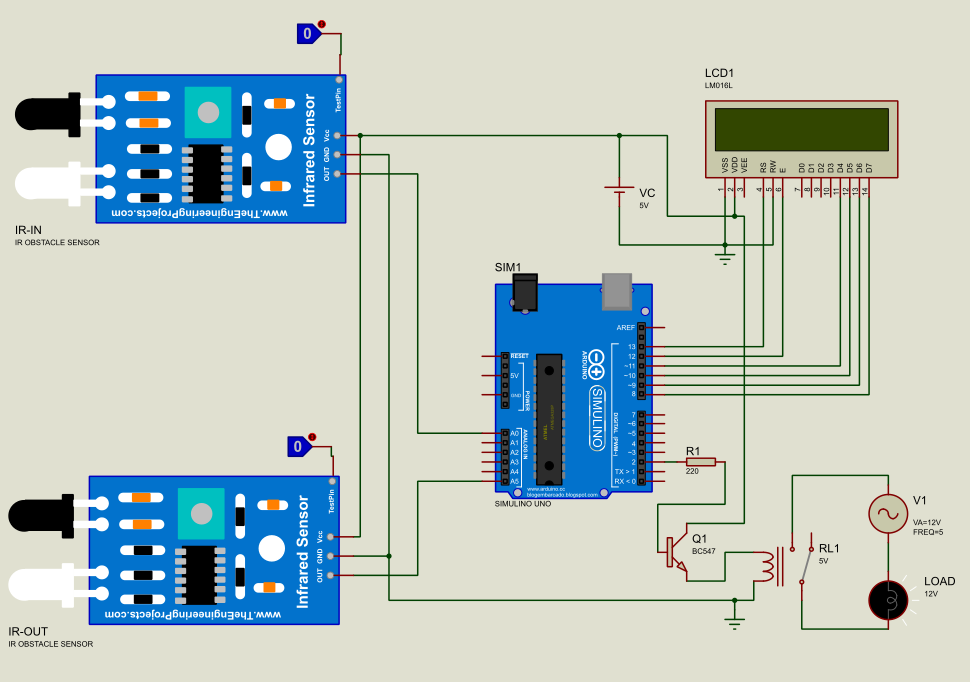 0
TestPin
Vcc
GND
OUT
Infrared Sensor
www.TheEngineeringProjects.com
IR-IN
IR OBSTACLE SENSOR
LCD1
LM016L
VSS
VDD
VEE
RS
RW
E
D0
D1
D2
D3
D4
D5
D6
D7
1
2
3
4
5
6
7
8
9
10
11
12
13
14
VC
5V
SIM1
AREF
13
12
~11
~10
~9
8
7
~6
~5
4
~3
2
TX > 1
RX < 0
RESET
5V
GND
POWER
A0
A1
A2
A3
A4
A5
ANALOG IN
ARDUINO
SIMULINO
DIGITAL (PWM~)
www.arduino.cc
blogembarcado.blogspot.com
SIMULINO UNO
R1
220
Q1
BC547
RL1
5V
V1
VA=12V
FREQ=5
LOAD
12V
0
TestPin
Vcc
GND
OUT
Infrared Sensor
www.TheEngineeringProjects.com
IR-OUT
IR OBSTACLE SENSOR